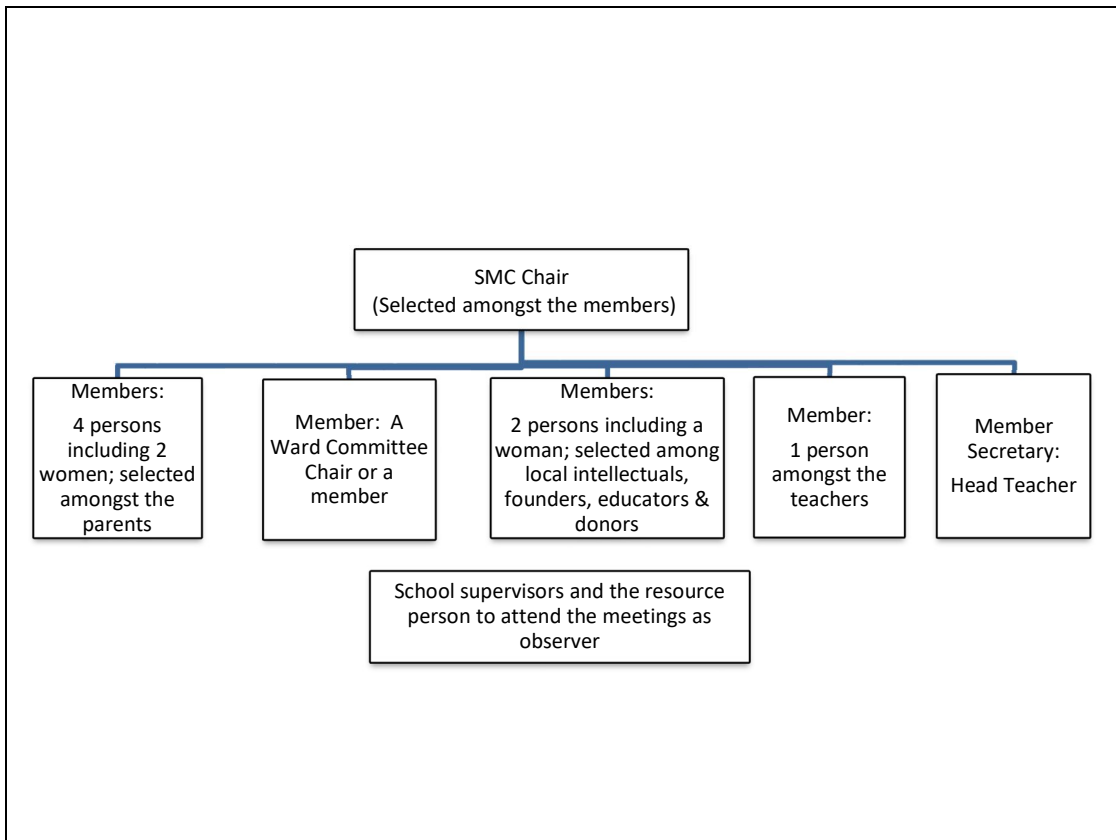 SMC Chair
(Selected amongst the members)
Members:
4 persons
including 2
women; selected
amongst the
parents
Member:  A
Ward Committee
Chair or a
member
Members:
2 persons including a
woman; selected among
local intellectuals,
founders, educators &
donors
Member:
1 person
amongst the
teachers
Member
Secretary:
Head Teacher
School supervisors and the resource
person to attend the meetings as
observer